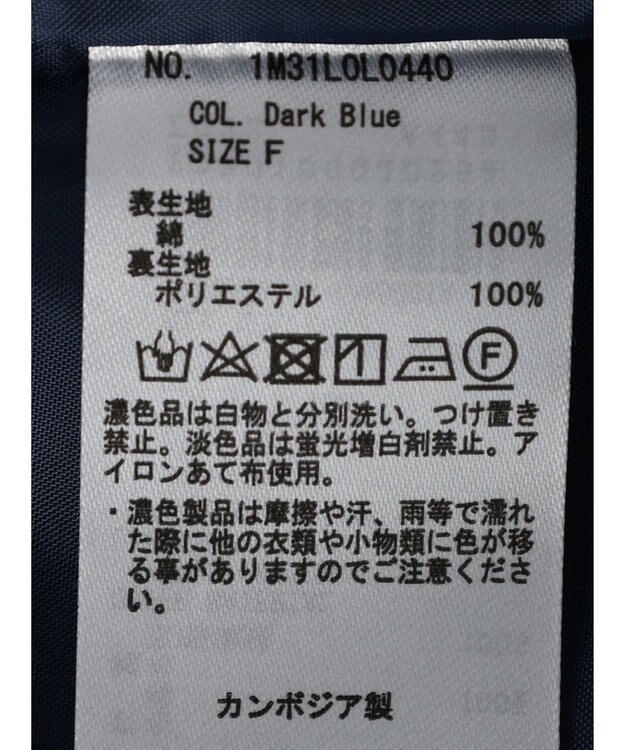 NO. 1M31L0L0440
COL. Dark Blue
SIZE F
表生地
綿 100%
裏生地
ポリエステル 100%
F
濃色品は白物と分別洗い。つけ置き
禁止。淡色品は蛍光増白剤禁止。ア
イロンあて布使用。
・濃色製品は摩擦や汗、雨等で濡れ
た際に他の衣類や小物類に色が移
る事がありますのでご注意くださ
い。
カンボジア製